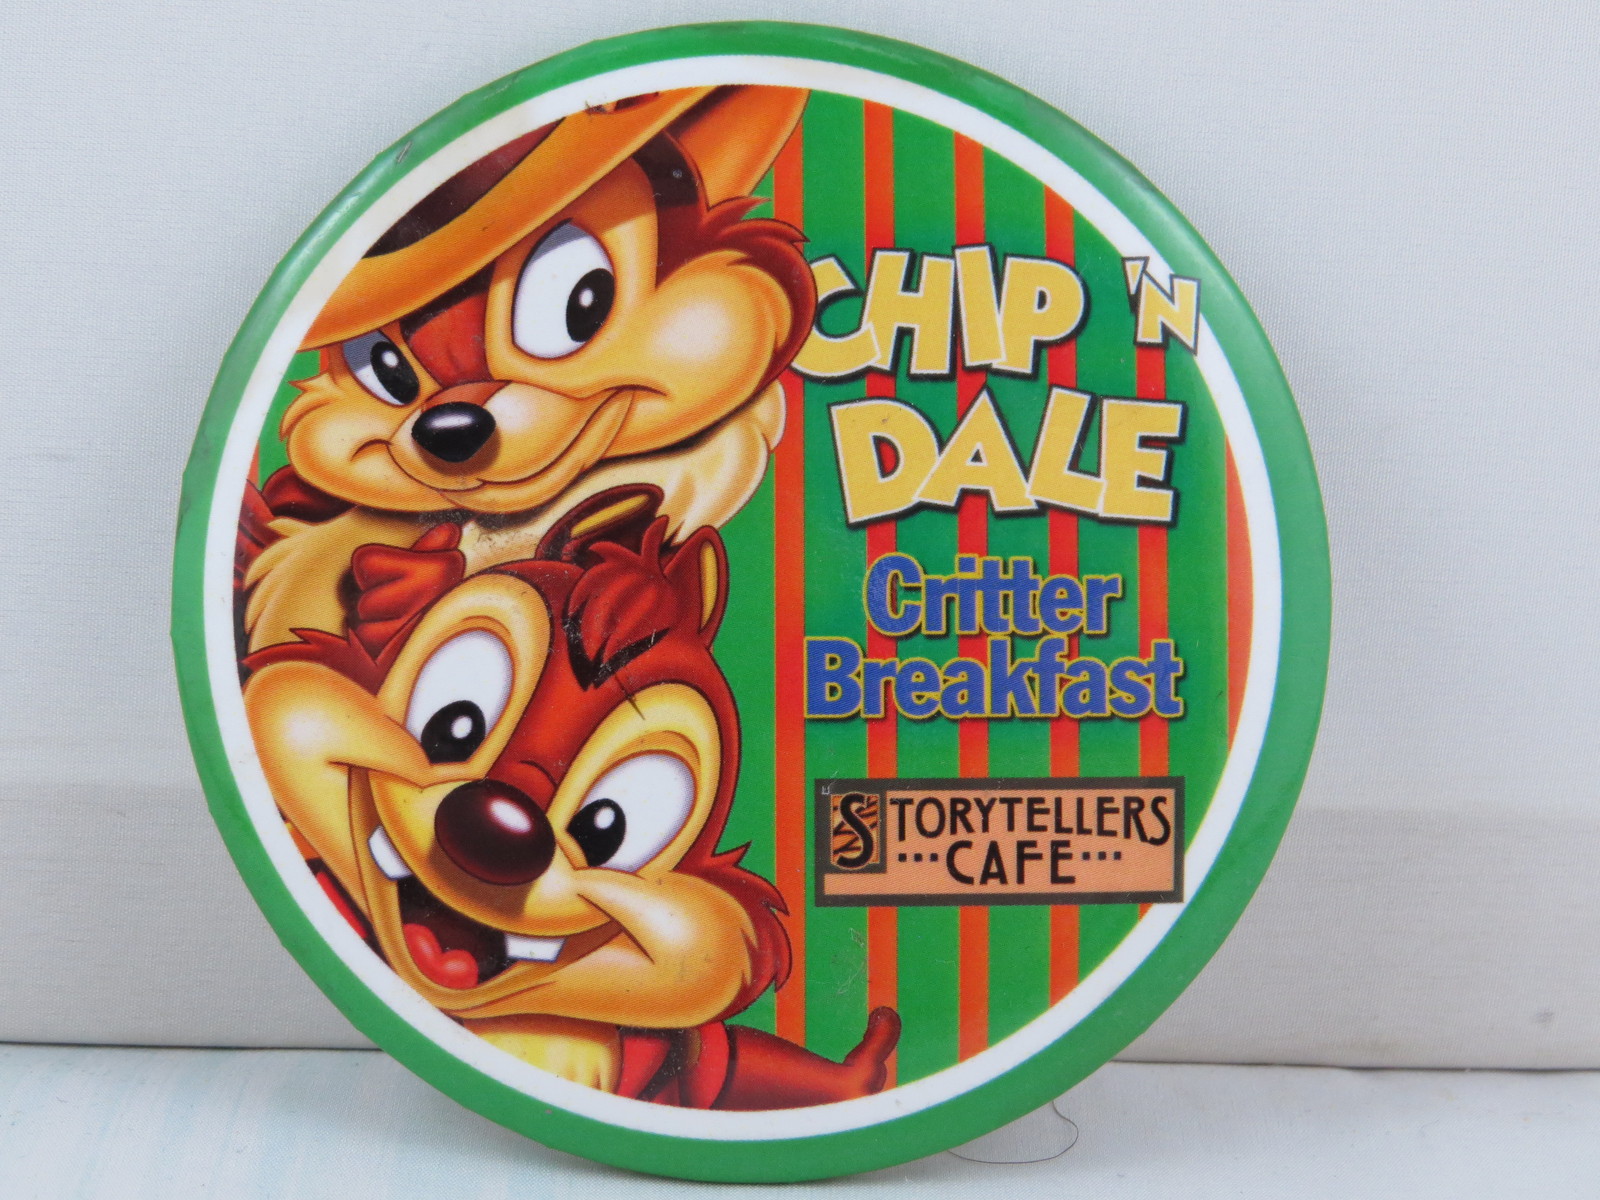 CHIP 'N
DALE
Critter
Breakfast
STORYTELLERS
CAFE